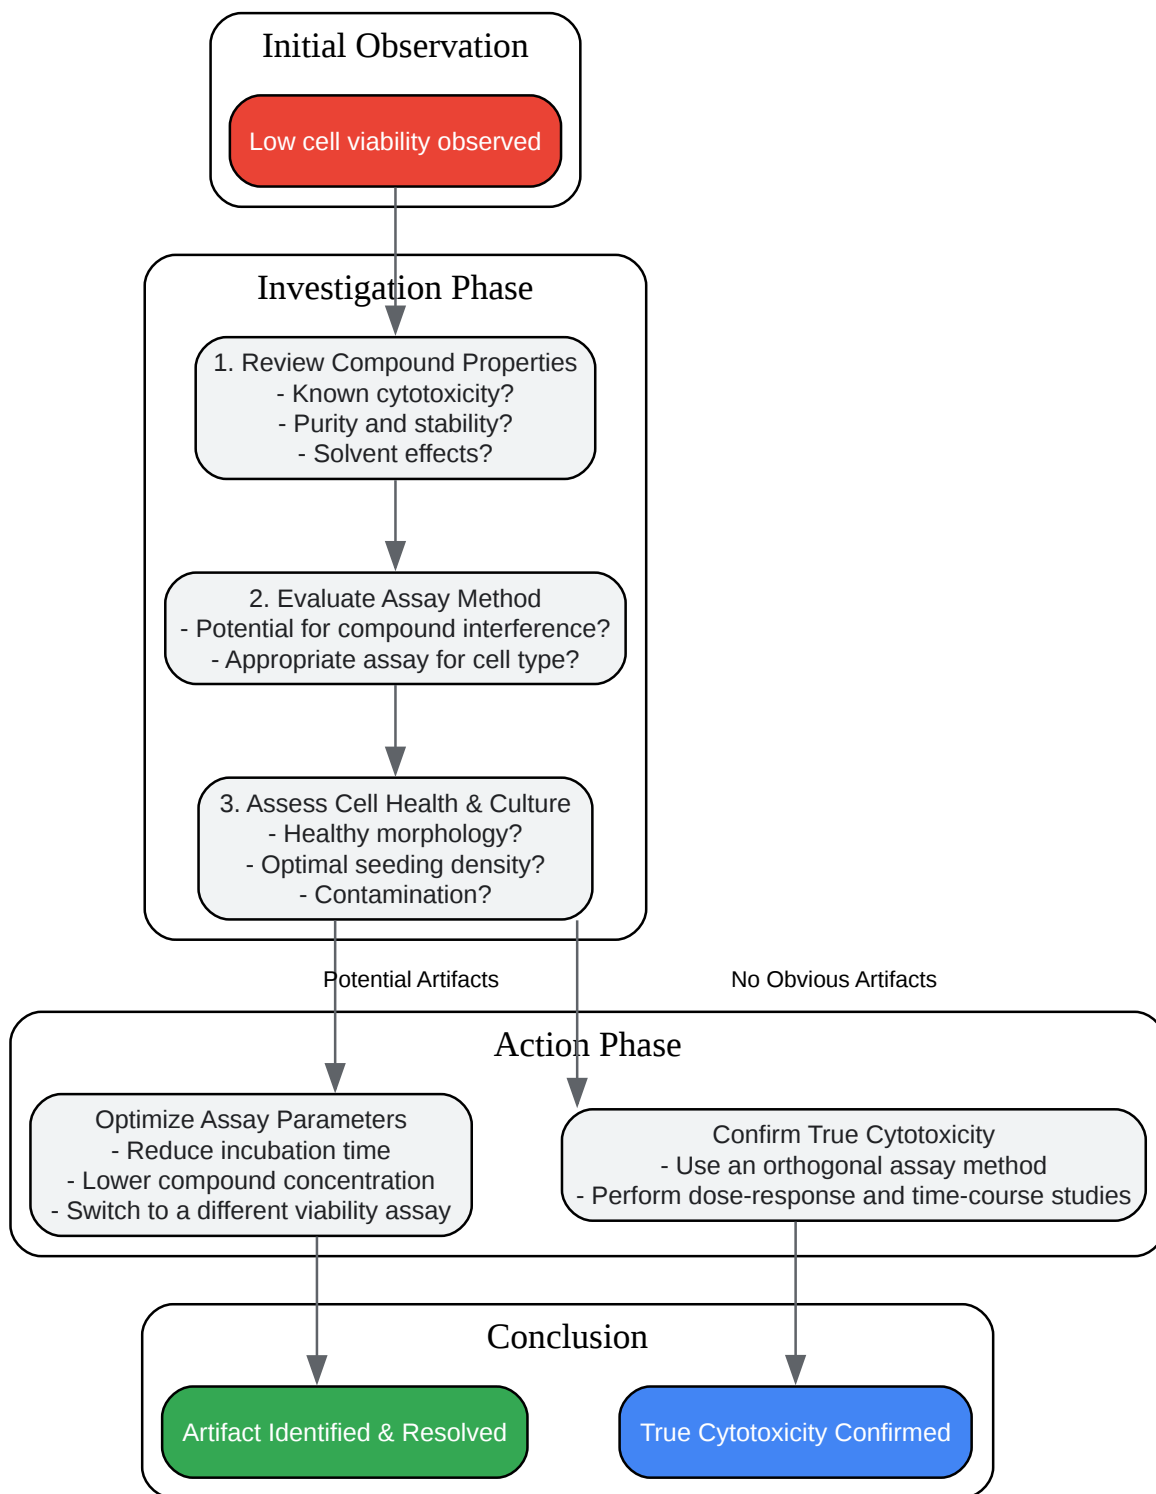 Initial Observation
Low cell viability observed
Investigation Phase
1. Review Compound Properties
- Known cytotoxicity?
- Purity and stability?
- Solvent effects?
2. Evaluate Assay Method
- Potential for compound interference?
- Appropriate assay for cell type?
3. Assess Cell Health & Culture
- Healthy morphology?
- Optimal seeding density?
- Contamination?
Potential Artifacts
No Obvious Artifacts
Action Phase
Optimize Assay Parameters
- Reduce incubation time
- Lower compound concentration
- Switch to a different viability assay
Confirm True Cytotoxicity
- Use an orthogonal assay method
- Perform dose-response and time-course studies
Conclusion
Artifact Identified & Resolved
True Cytotoxicity Confirmed